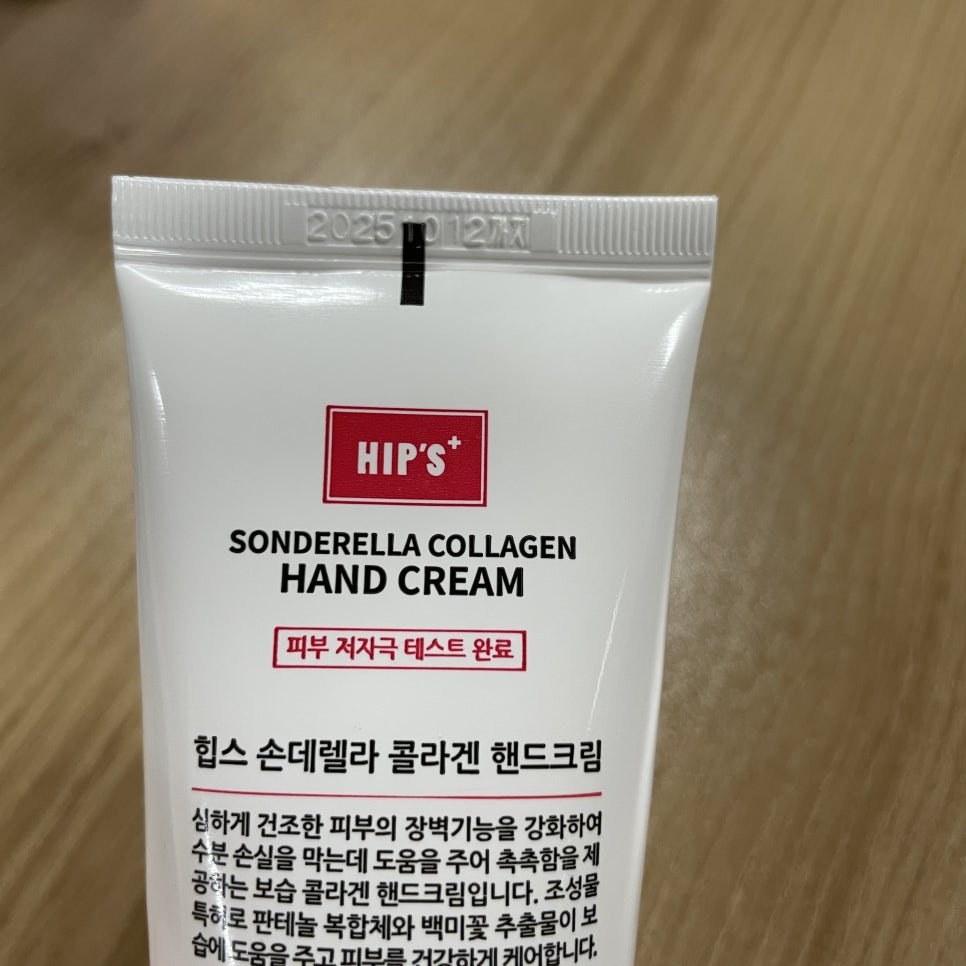 20251012까지
HIP'S+
SONDERELLA COLLAGEN
HAND CREAM
피부 저자극 테스트 완료
힙스 손데렐라 콜라겐 핸드크림
심하게 건조한 피부의 장벽기능을 강화하여
수분 손실을 막는데 도움을 주어 촉촉함을 제
공하는 보습 콜라겐 핸드크림입니다. 조성물
특허로 판테놀 복합체와 백미꽃 추출물이 보
습에 도움을 주고 피부를 건강하게 케어합니다.